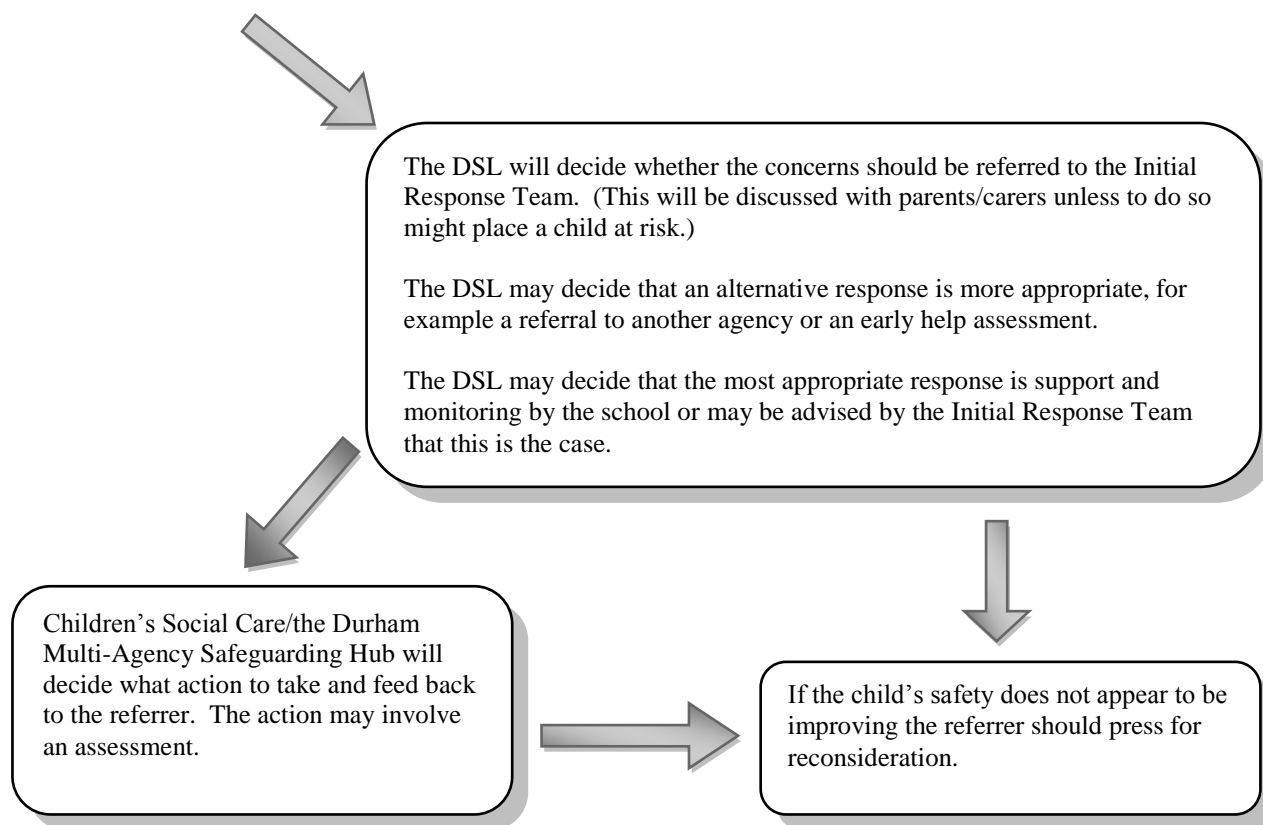 The DSL will decide whether the concerns should be referred to the Initial
Response Team.  (This will be discussed with parents/carers unless to do so
might place a child at risk.)
The DSL may decide that an alternative response is more appropriate, for
example a referral to another agency or an early help assessment.
The DSL may decide that the most appropriate response is support and
monitoring by the school or may be advised by the Initial Response Team
that this is the case.
Children’s Social Care/the Durham
Multi-Agency Safeguarding Hub will
decide what action to take and feed back
to the referrer.  The action may involve
an assessment.
If the child’s safety does not appear to be
improving the referrer should press for
reconsideration.